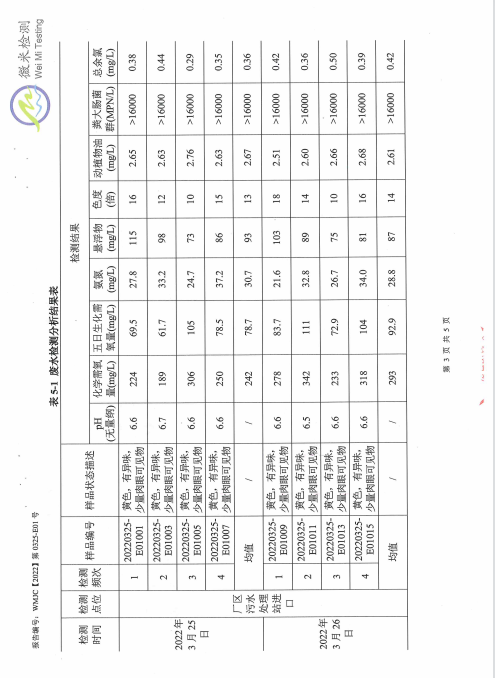 微米检测
Wei Mi Testing
报告编号：WMJC【2022】第 0325-E01 号
表 5-1 废水检测分析结果表
检测时间 检测点位 检测频次 样品编号 样品状态描述 检测结果
pH(无量纲) 化学需氧量(mg/L) 五日生化需氧量(mg/L) 氨氮(mg/L) 悬浮物(mg/L) 色度(倍) 动植物油(mg/L) 粪大肠菌群(MPN/L) 总余氯(mg/L)
2022年3月25日 厂区污水处理站进口
1 20220325-E01001 黄色，有异味，少量肉眼可见物 6.6 224 69.5 27.8 115 16 2.65 >16000 0.38
2 20220325-E01003 黄色，有异味，少量肉眼可见物 6.7 189 61.7 33.2 98 12 2.63 >16000 0.44
3 20220325-E01005 黄色，有异味，少量肉眼可见物 6.6 306 105 24.7 73 10 2.76 >16000 0.29
4 20220325-E01007 黄色，有异味，少量肉眼可见物 6.6 250 78.5 37.2 86 15 2.63 >16000 0.35
均值 / / 242 78.7 30.7 93 13 2.67 >16000 0.36
2022年3月26日
1 20220325-E01009 黄色，有异味，少量肉眼可见物 6.6 278 83.7 21.6 103 18 2.51 >16000 0.42
2 20220325-E01011 黄色，有异味，少量肉眼可见物 6.5 342 111 32.8 89 14 2.60 >16000 0.36
3 20220325-E01013 黄色，有异味，少量肉眼可见物 6.6 233 72.9 26.7 75 10 2.66 >16000 0.50
4 20220325-E01015 黄色，有异味，少量肉眼可见物 6.6 318 104 34.0 81 16 2.68 >16000 0.39
均值 / / 293 92.9 28.8 87 14 2.61 >16000 0.42
第 3 页 共 5 页